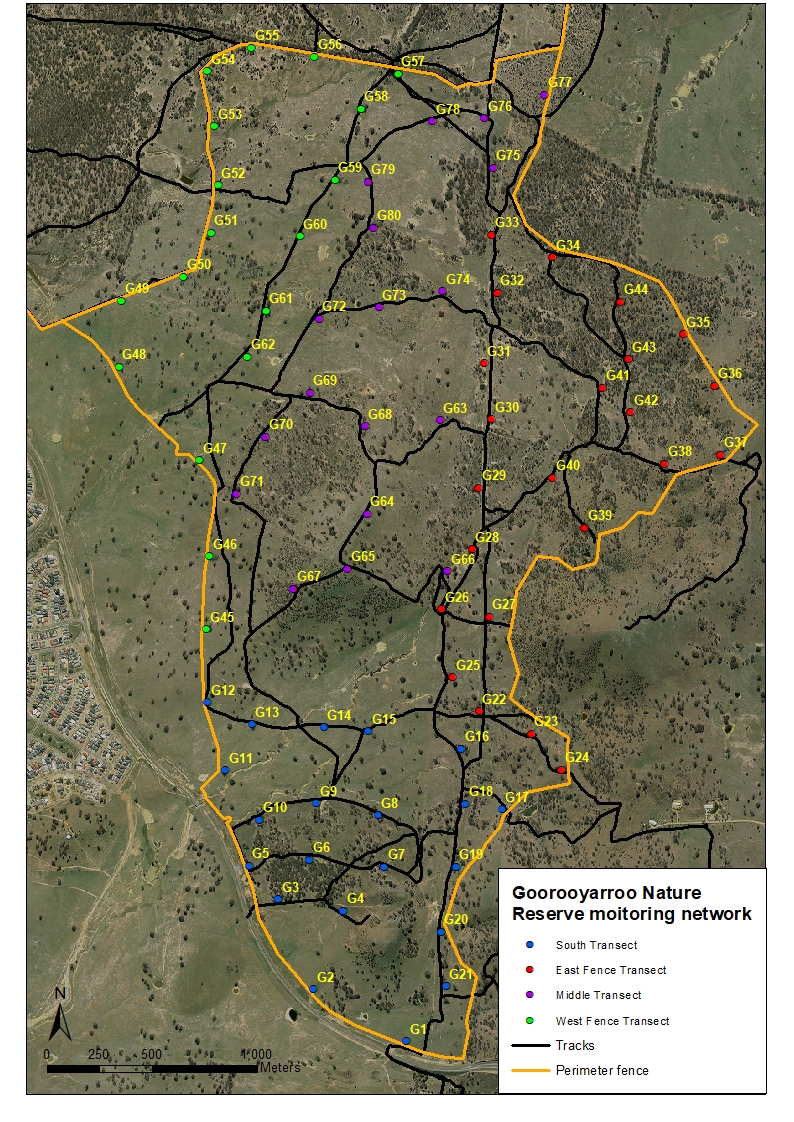 G55
G56
G54
G57
G77
G58
G53
G78
G76
G75
G59
G79
G52
G80
G51
G60
G33
G34
G50
G49
G74
G32
G44
G61
G72
G73
G35
G62
G31
G43
G48
G36
G69
G41
G42
G63
G30
G68
G70
G47
G37
G38
G40
G29
G71
G64
G39
G46
G28
G65
G66
G67
G26
G27
G45
G25
G12
G22
G13
G14
G15
G23
G16
G11
G24
G9
G18
G17
G10
G8
G5
G6
G7
G19
G3
G4
G20
G2
G21
G1
Goorooyarroo Nature
Reserve moitoring network
South Transect
East Fence Transect
Middle Transect
West Fence Transect
Tracks
Perimeter fence
N
0 250 500 1,000
Meters